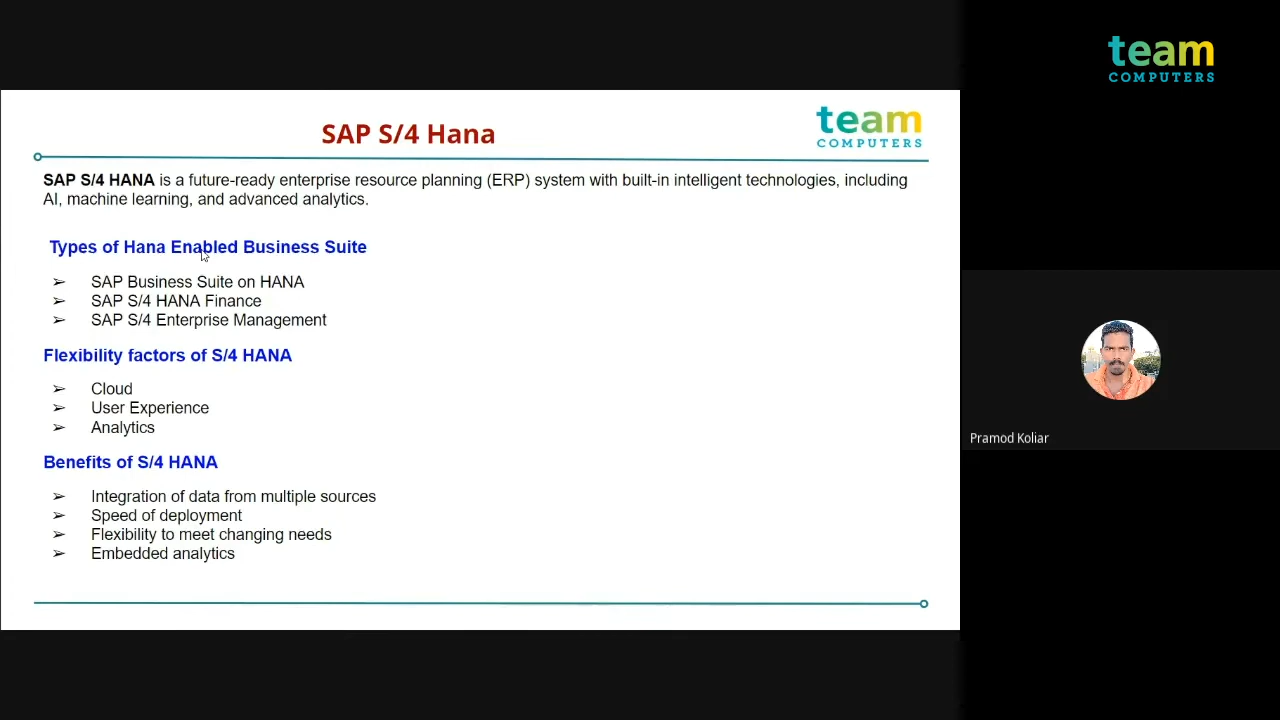 team
COMPUTERS
SAP S/4 Hana
team
COMPUTERS
SAP S/4 HANA is a future-ready enterprise resource planning (ERP) system with built-in intelligent technologies, including
AI, machine learning, and advanced analytics.
Types of Hana Enabled Business Suite
➢ SAP Business Suite on HANA
➢ SAP S/4 HANA Finance
➢ SAP S/4 Enterprise Management
Flexibility factors of S/4 HANA
➢ Cloud
➢ User Experience
➢ Analytics
Benefits of S/4 HANA
➢ Integration of data from multiple sources
➢ Speed of deployment
➢ Flexibility to meet changing needs
➢ Embedded analytics
Pramod Koliar